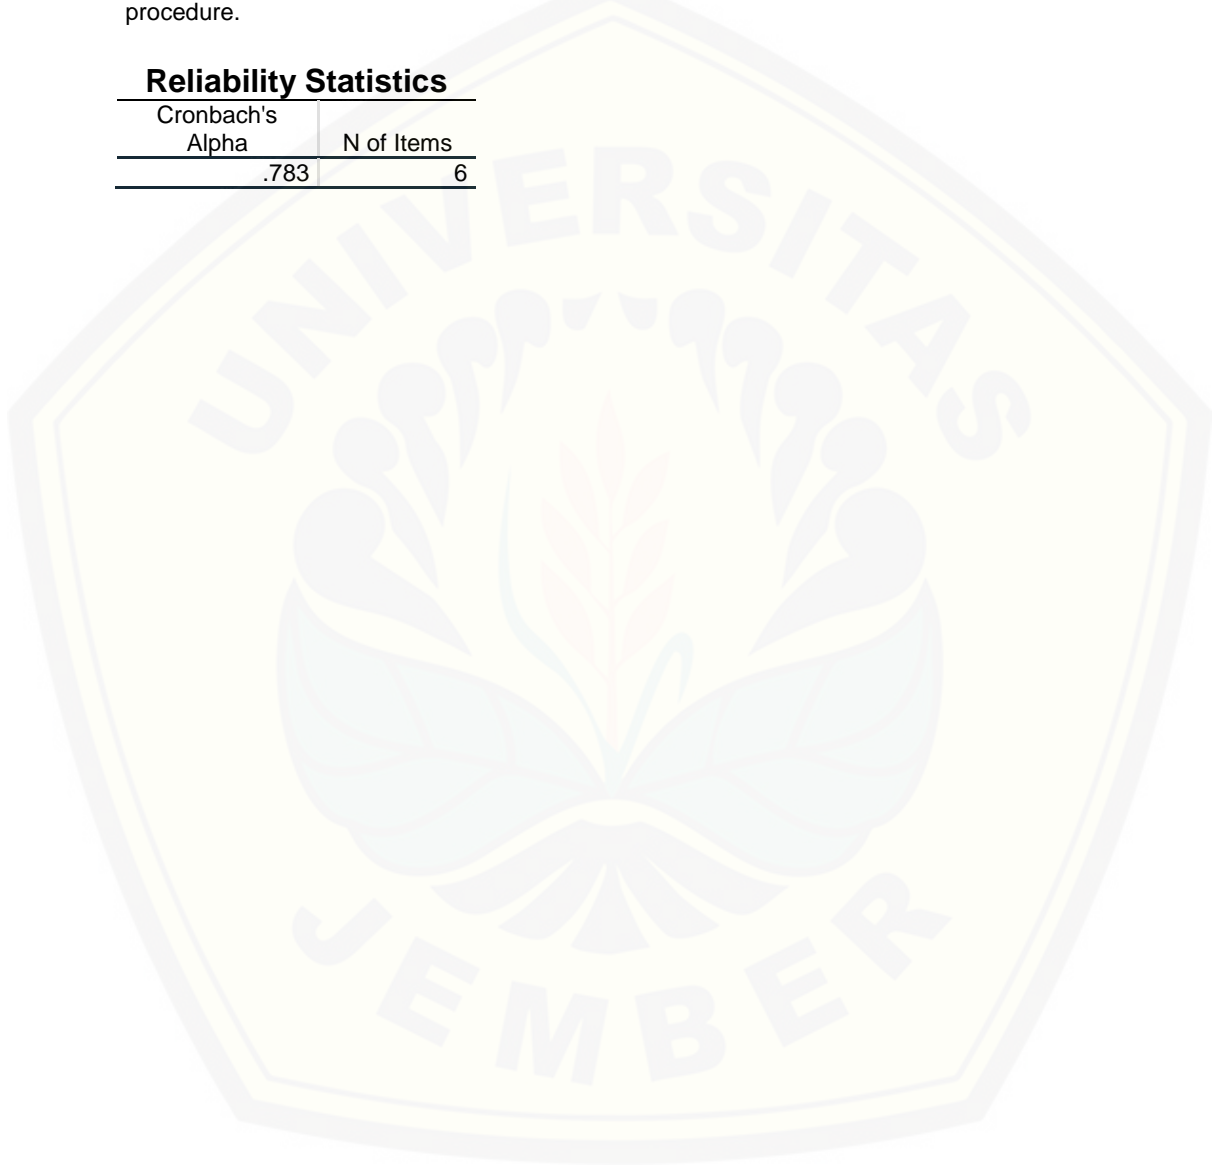 procedure.
Reliability Statistics
Cronbach's
Alpha N of Items
.783 6
UNIVERSITAS
JEMBER